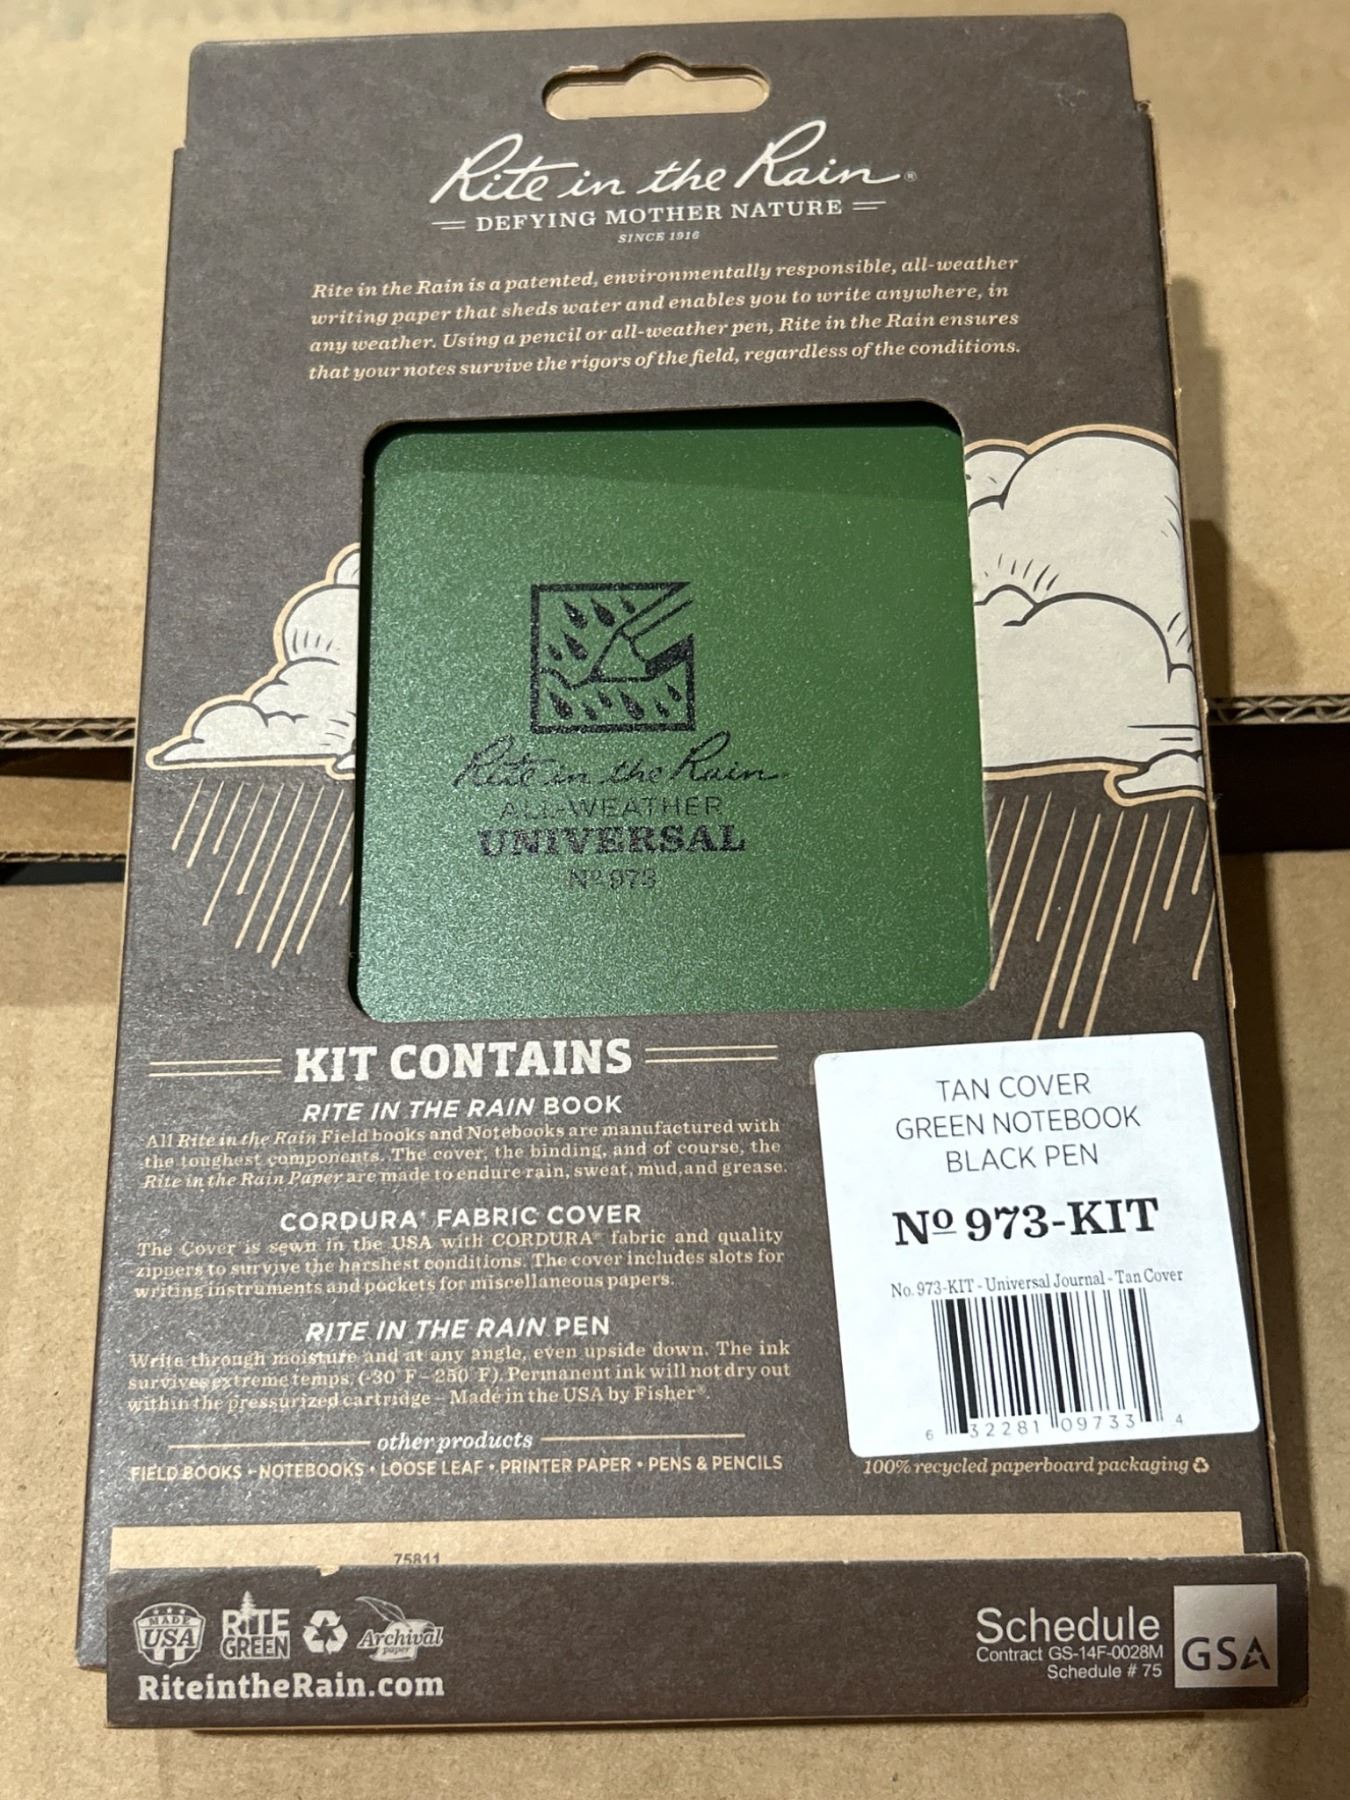 Rite in the Rain®
DEFYING MOTHER NATURE
SINCE 1916
Rite in the Rain is a patented, environmentally responsible, all-weather
writing paper that sheds water and enables you to write anywhere, in
any weather. Using a pencil or all-weather pen, Rite in the Rain ensures
that your notes survive the rigors of the field, regardless of the conditions.
Rite in the Rain
ALL-WEATHER
UNIVERSAL
Nº 973
KIT CONTAINS
RITE IN THE RAIN BOOK
All Rite in the Rain Field books and Notebooks are manufactured with
the toughest components. The cover, the binding, and of course, the
Rite in the Rain Paper are made to endure rain, sweat, mud, and grease.
CORDURA® FABRIC COVER
The Cover is sewn in the USA with CORDURA® fabric and quality
zippers to survive the harshest conditions. The cover includes slots for
writing instruments and pockets for miscellaneous papers.
RITE IN THE RAIN PEN
Write through moisture and at any angle, even upside down. The ink
survives extreme temps. (-30°F – 250°F). Permanent ink will not dry out
within the pressurized cartridge – Made in the USA by Fisher®.
other products
FIELD BOOKS • NOTEBOOKS • LOOSE LEAF • PRINTER PAPER • PENS & PENCILS
TAN COVER
GREEN NOTEBOOK
BLACK PEN
Nº 973-KIT
No. 973-KIT - Universal Journal - Tan Cover
6 32281 09733 4
100% recycled paperboard packaging
75811
MADE
USA
RITE
GREEN
Archival
paper
RiteintheRain.com
Schedule
Contract GS-14F-0028M
Schedule # 75
GSA